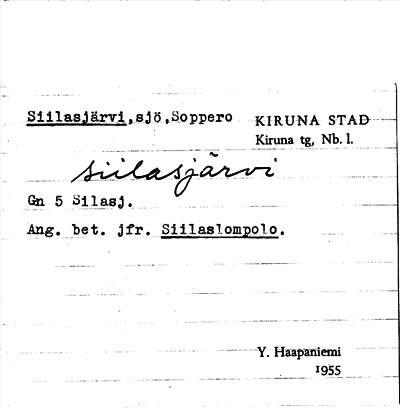 Siilasjärvi,sjö,Soppero KIRUNA STAD
Kiruna tg, Nb. l.
siilasjärvi
Gn 5 Silasj.
Ang. bet. jfr. Siilaslompolo.
Y. Haapaniemi
1955